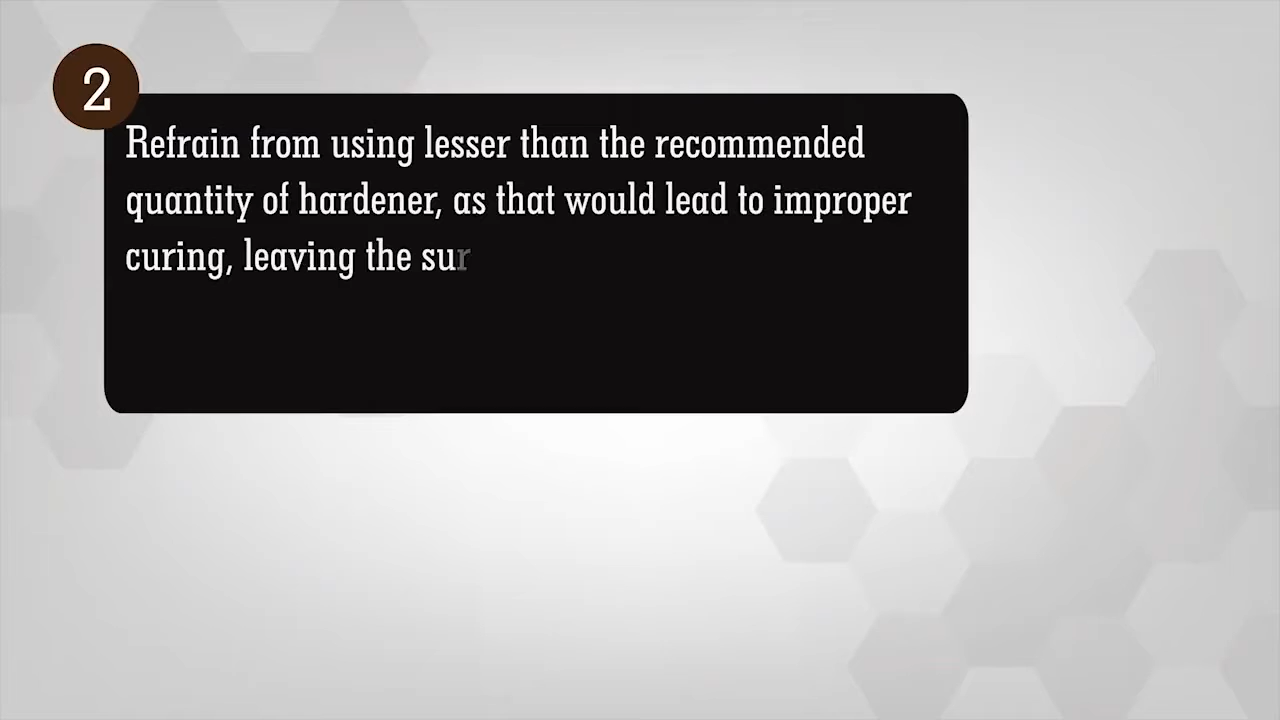 2
Refrain from using lesser than the recommended
quantity of hardener, as that would lead to improper
curing, leaving the sur